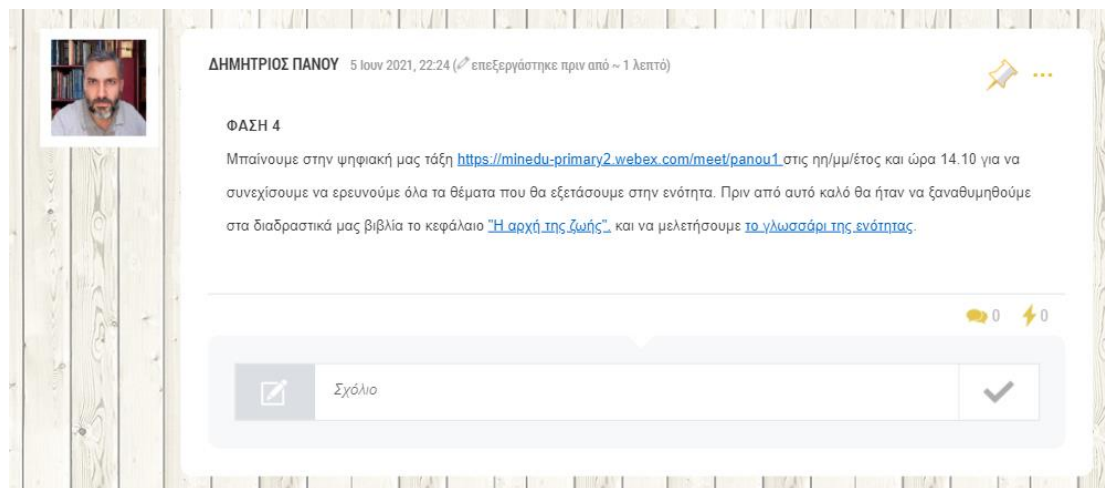 ΔΗΜΗΤΡΙΟΣ ΠΑΝΟΥ 5 Ιουν 2021, 22:24 (επεξεργάστηκε πριν από ~ 1 λεπτό)
ΦΑΣΗ 4
Μπαίνουμε στην ψηφιακή μας τάξη https://minedu-primary2.webex.com/meet/panou1 στις ηη/μμ/έτος και ώρα 14.10 για να
συνεχίσουμε να ερευνούμε όλα τα θέματα που θα εξετάσουμε στην ενότητα. Πριν από αυτό καλό θα ήταν να ξαναθυμηθούμε
στα διαδραστικά μας βιβλία το κεφάλαιο "Η αρχή της ζωής", και να μελετήσουμε το γλωσσάρι της ενότητας.
0 0
Σχόλιο